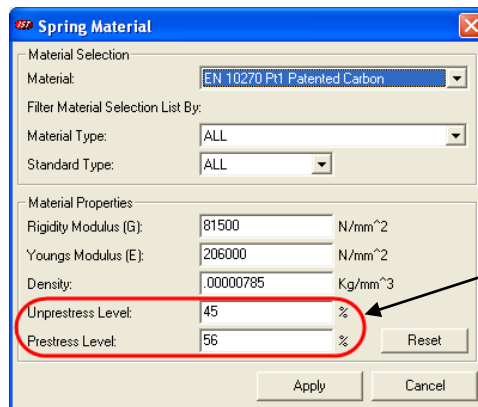 IST Spring Material
Material Selection
Material: EN 10270 Pt1 Patented Carbon
Filter Material Selection List By:
Material Type: ALL
Standard Type: ALL
Material Properties
Rigidity Modulus (G): 81500 N/mm^2
Youngs Modulus (E): 206000 N/mm^2
Density: .00000785 Kg/mm^3
Unprestress Level: 45 %
Prestress Level: 56 % Reset
Apply Cancel